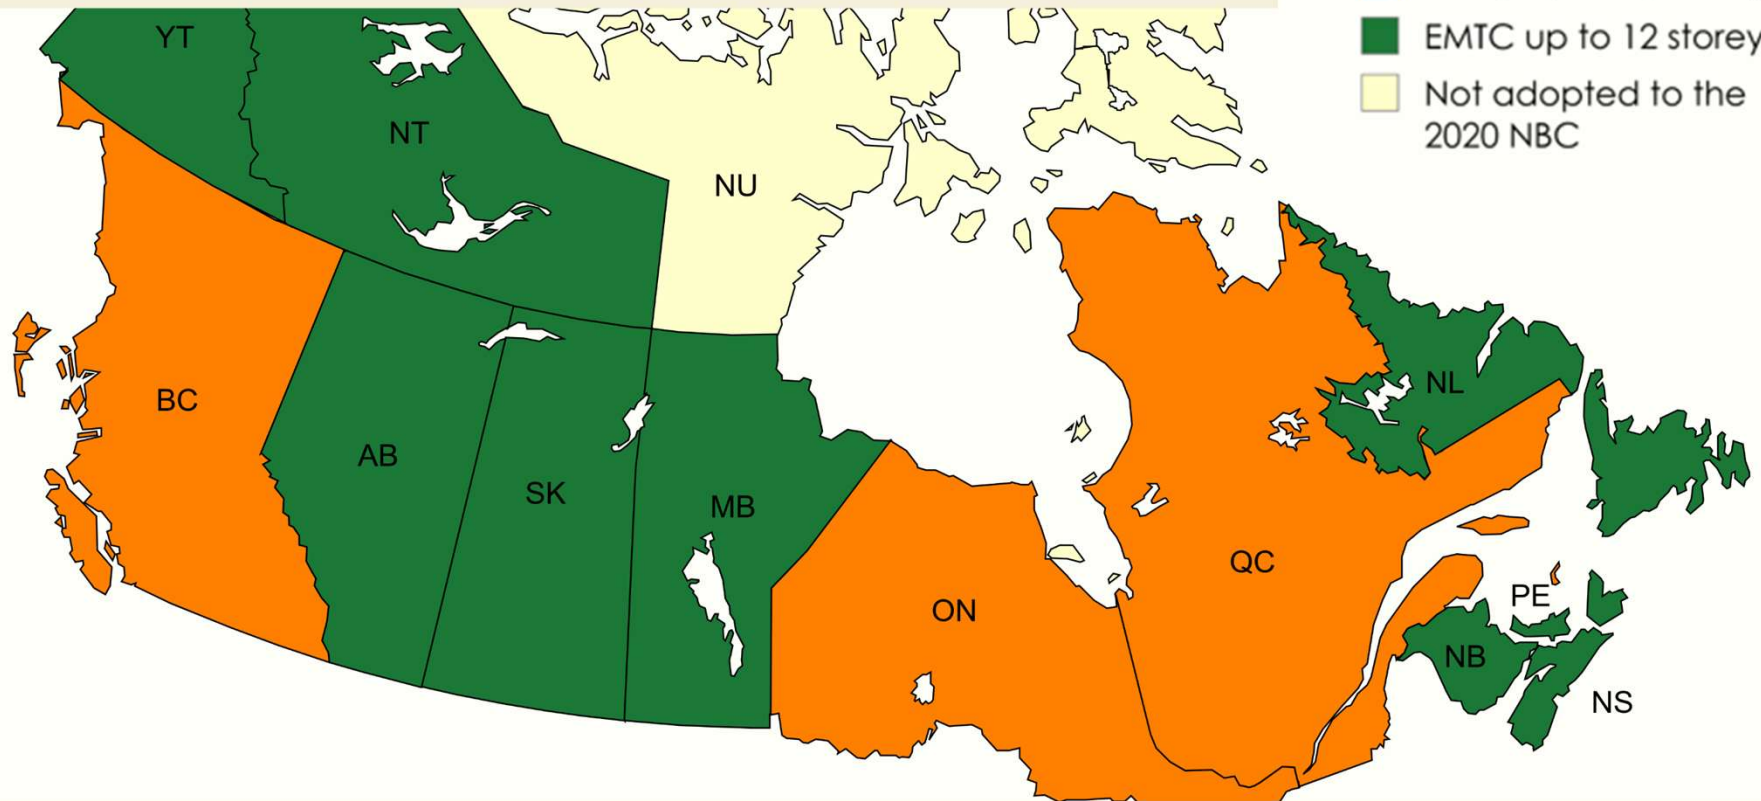 EMTC up to 12 storey
Not adopted to the
2020 NBC
YT
NT
NU
BC
AB
SK
MB
ON
QC
NL
PE
NB
NS